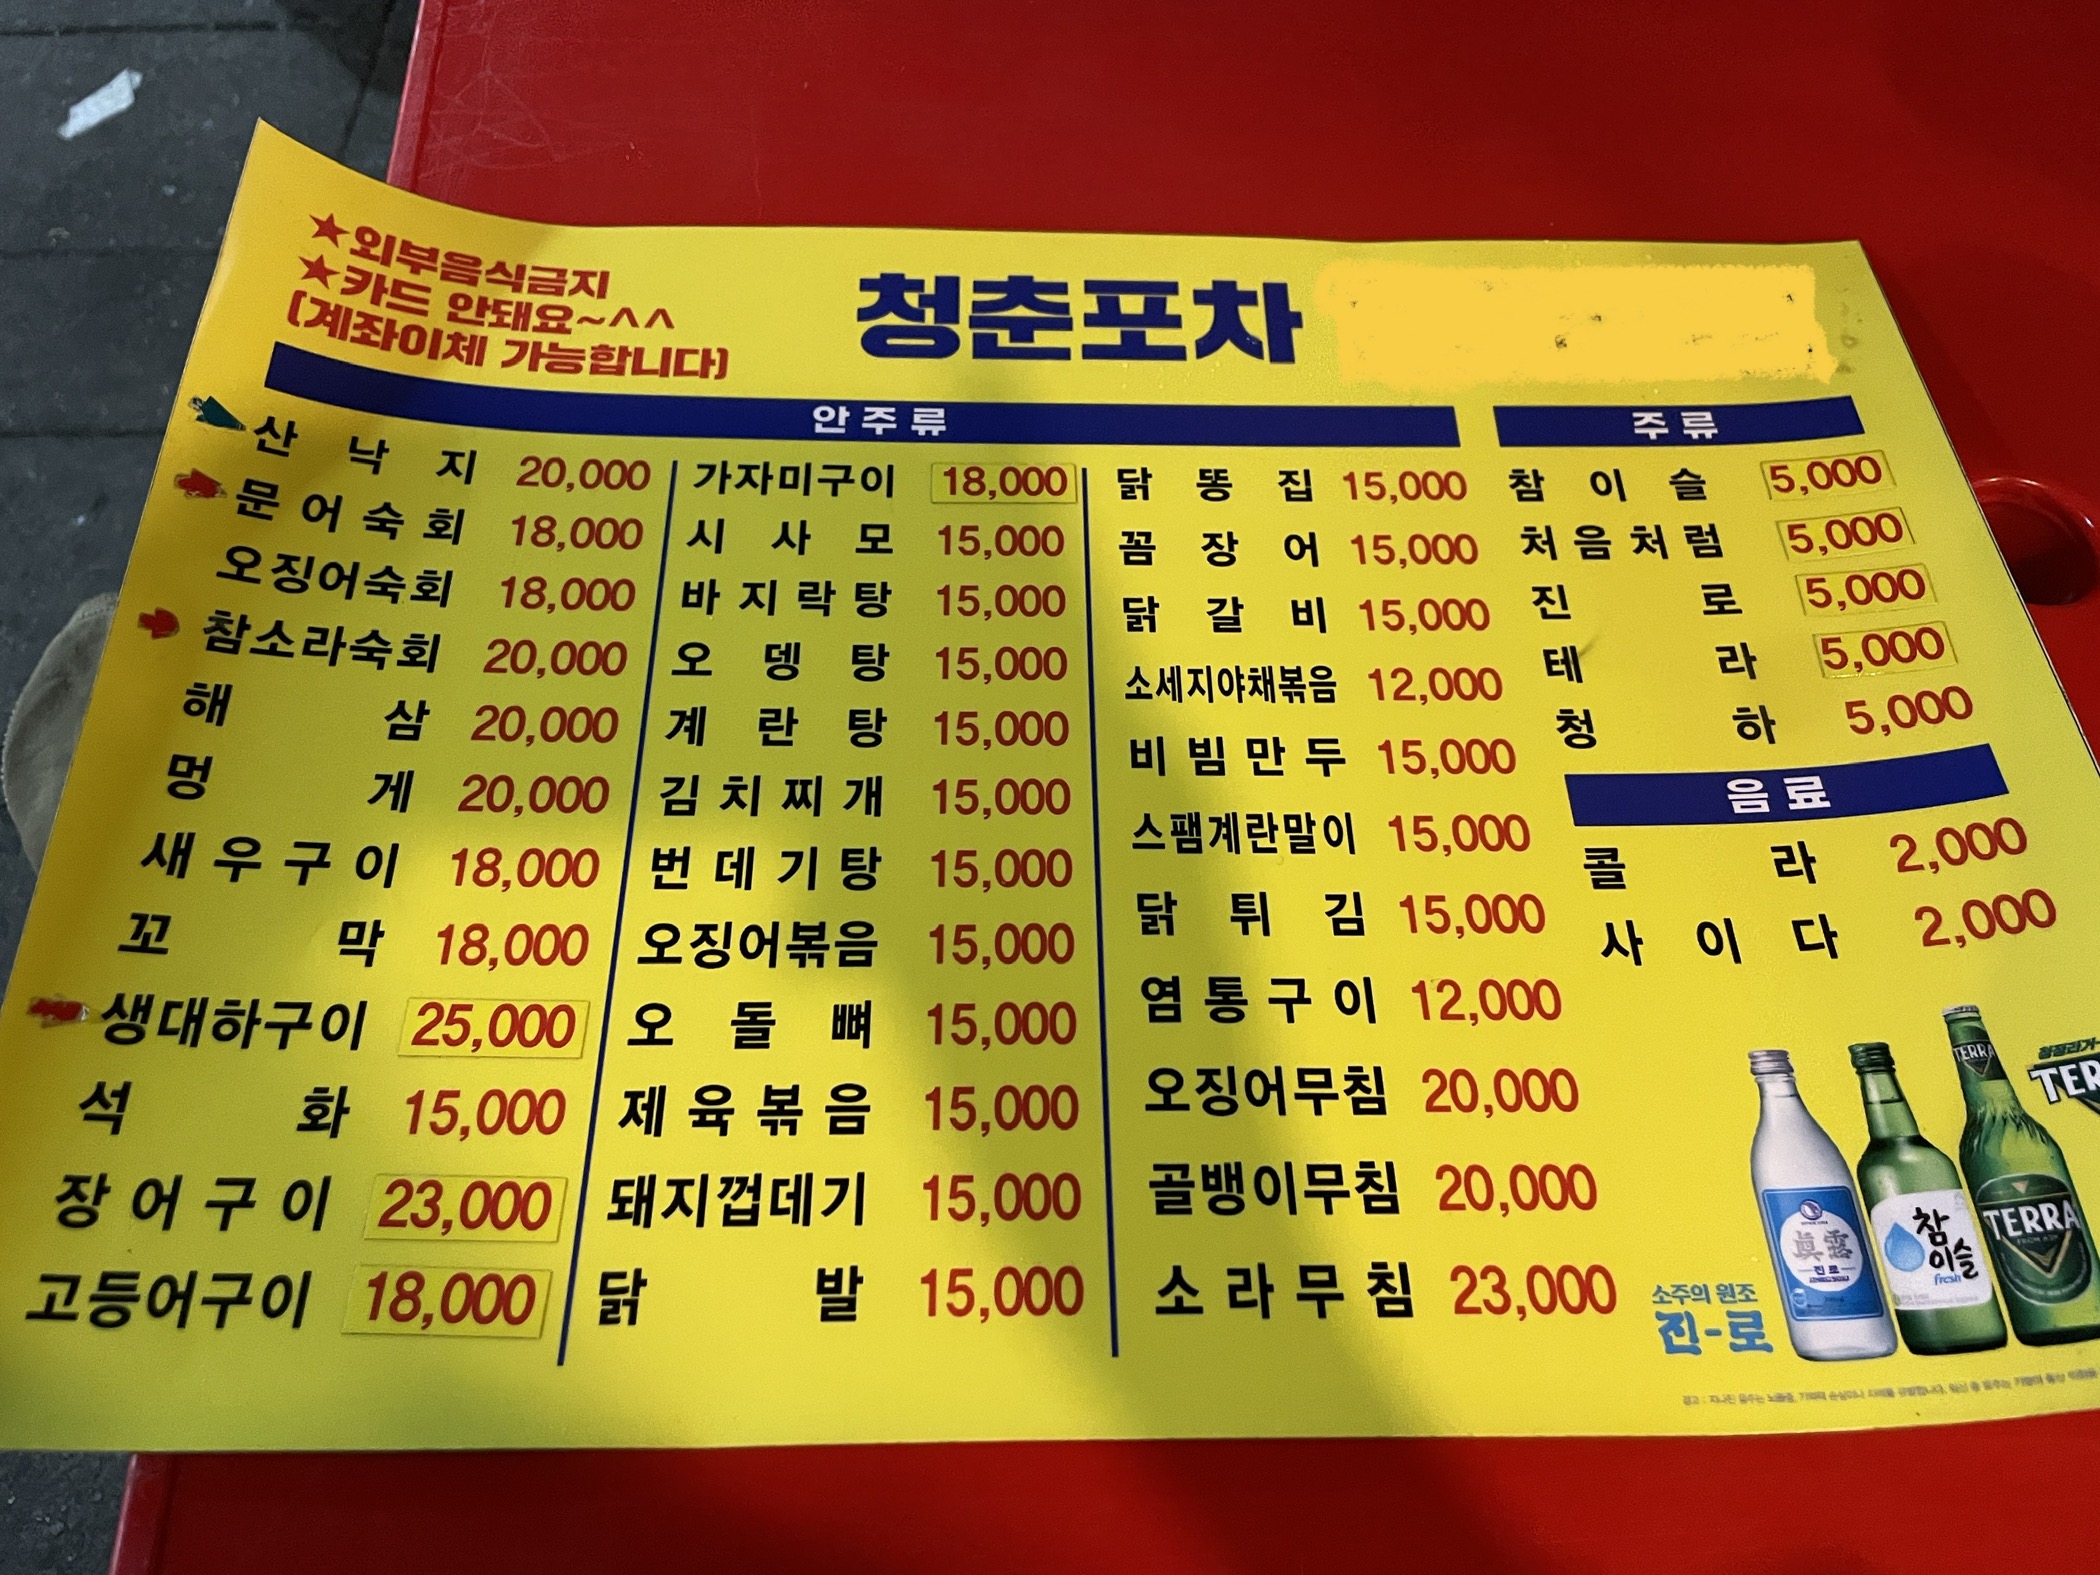 ★외부음식금지
★카드 안돼요~^^
(계좌이체 가능합니다)
청춘포차
안주류
산낙지 20,000
문어숙회 18,000
오징어숙회 18,000
참소라숙회 20,000
해삼 20,000
멍게 20,000
새우구이 18,000
꼬막 18,000
생대하구이 25,000
석화 15,000
장어구이 23,000
고등어구이 18,000
가자미구이 18,000
시사모 15,000
바지락탕 15,000
오뎅탕 15,000
계란탕 15,000
김치찌개 15,000
번데기탕 15,000
오징어볶음 15,000
오돌뼈 15,000
제육볶음 15,000
돼지껍데기 15,000
닭발 15,000
닭똥집 15,000
꼼장어 15,000
닭갈비 15,000
소세지야채볶음 12,000
비빔만두 15,000
스팸계란말이 15,000
닭튀김 15,000
염통구이 12,000
오징어무침 20,000
골뱅이무침 20,000
소라무침 23,000
주류
참이슬 5,000
처음처럼 5,000
진로 5,000
테라 5,000
청하 5,000
음료
콜라 2,000
사이다 2,000
소주의 원조
진-로
眞露
진로
참
이슬
fresh
TERRA
TERRA